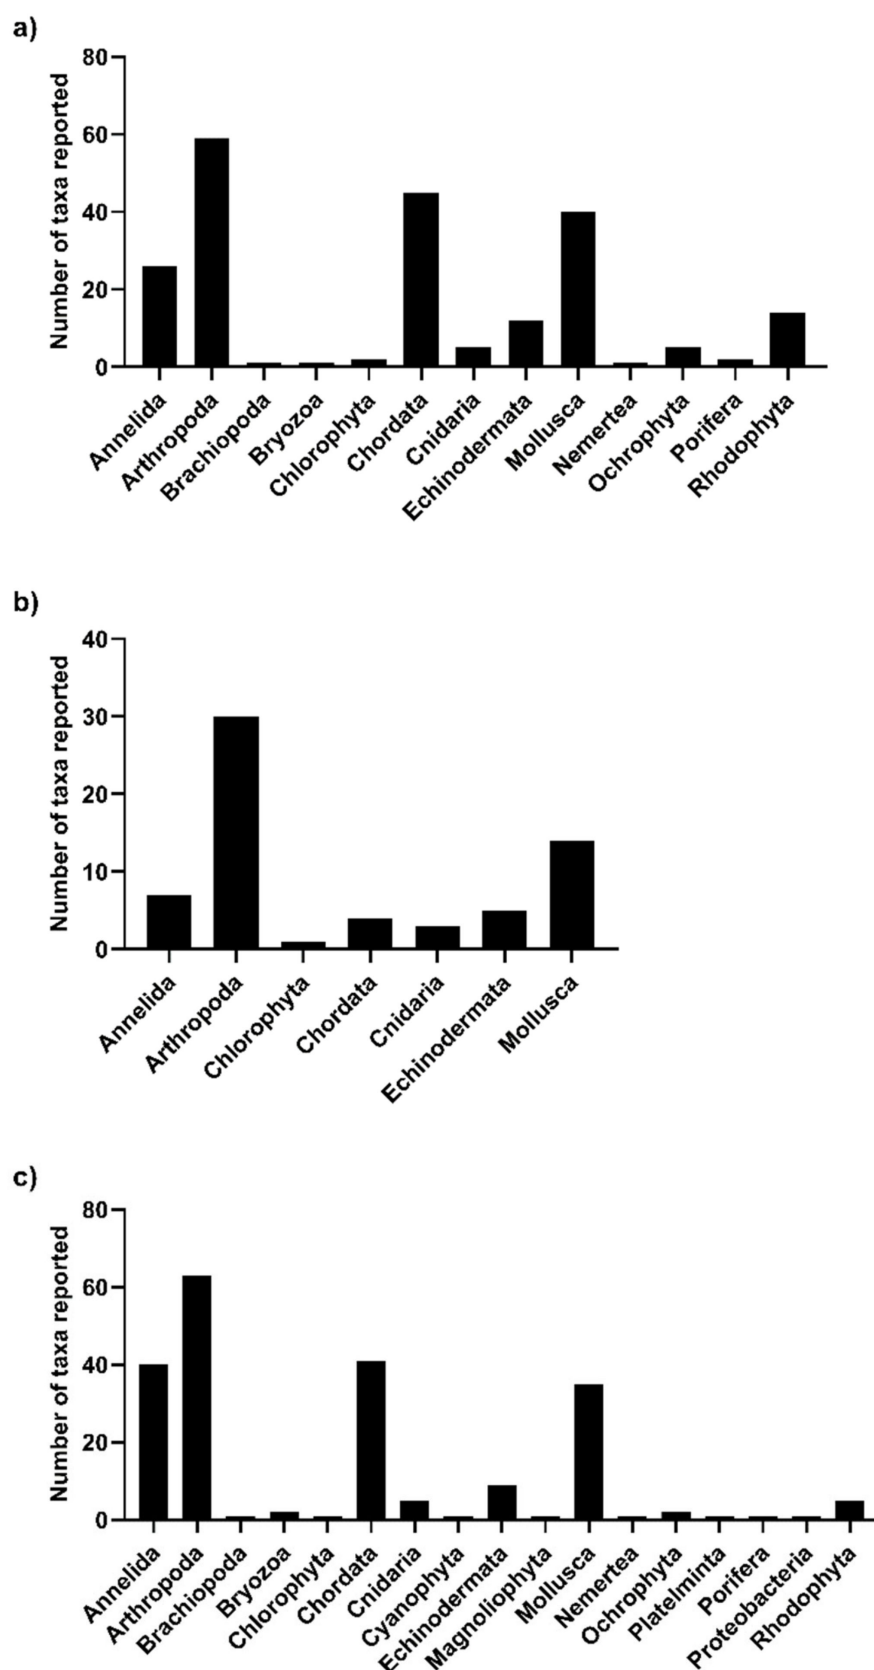 a)
Number of taxa reported
80
60
40
20
0
Annelida
Arthropoda
Brachiopoda
Bryozoa
Chlorophyta
Chordata
Cnidaria
Echinodermata
Mollusca
Nemertea
Ochrophyta
Porifera
Rhodophyta
b)
Number of taxa reported
40
30
20
10
0
Annelida
Arthropoda
Chlorophyta
Chordata
Cnidaria
Echinodermata
Mollusca
c)
Number of taxa reported
80
60
40
20
0
Annelida
Arthropoda
Brachiopoda
Bryozoa
Chlorophyta
Chordata
Cnidaria
Cyanophyta
Echinodermata
Magnoliophyta
Mollusca
Nemertea
Ochrophyta
Platelminta
Porifera
Proteobacteria
Rhodophyta